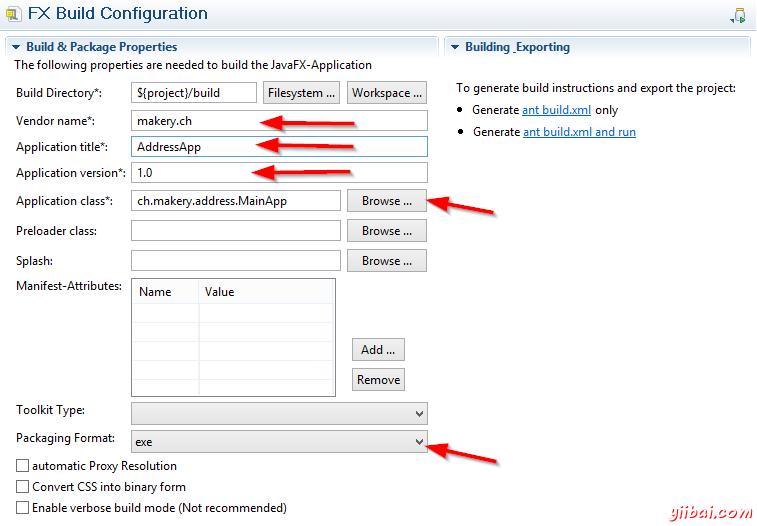 FX Build Configuration
Build & Package Properties
The following properties are needed to build the JavaFX-Application
Build Directory*: ${project}/build Filesystem ... Workspace ...
Vendor name*: makery.ch
Application title*: AddressApp
Application version*: 1.0
Application class*: ch.makery.address.MainApp Browse ...
Preloader class: Browse ...
Splash: Browse ...
Manifest-Attributes: Name Value
Add ...
Remove
Toolkit Type:
Packaging Format: exe
automatic Proxy Resolution
Convert CSS into binary form
Enable verbose build mode (Not recommended)
Building Exporting
To generate build instructions and export the project:
Generate ant build.xml only
Generate ant build.xml and run
yiibai.com